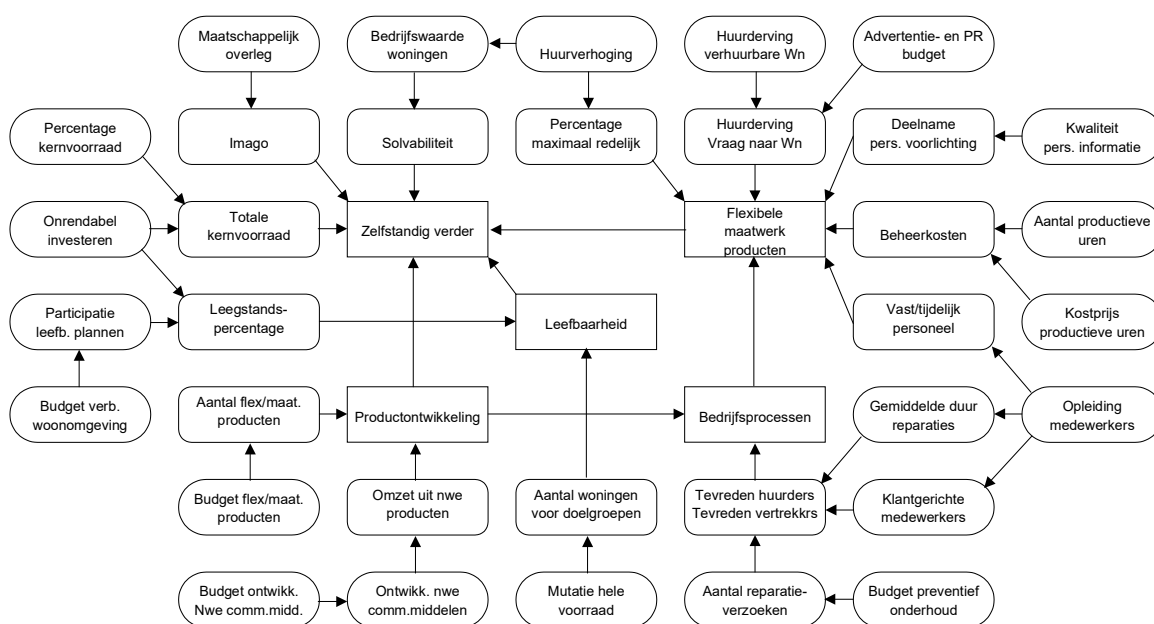 Maatschappelijk
overleg
Bedrijfswaarde
woningen
Huurverhoging
Huurderving
verhuurbare Wn
Advertentie- en PR
budget
Percentage
kernvoorraad
Imago
Solvabiliteit
Percentage
maximaal redelijk
Huurderving
Vraag naar Wn
Deelname
pers. voorlichting
Kwaliteit
pers. informatie
Onrendabel
investeren
Totale
kernvoorraad
Zelfstandig verder
Flexibele
maatwerk
producten
Beheerkosten
Aantal productieve
uren
Participatie
leefb. plannen
Leegstands-
percentage
Leefbaarheid
Vast/tijdelijk
personeel
Kostprijs
productieve uren
Budget verb.
woonomgeving
Aantal flex/maat.
producten
Productontwikkeling
Bedrijfsprocessen
Gemiddelde duur
reparaties
Opleiding
medewerkers
Budget flex/maat.
producten
Omzet uit nwe
producten
Aantal woningen
voor doelgroepen
Tevreden huurders
Tevreden vertrekkrs
Klantgerichte
medewerkers
Budget ontwikk.
Nwe comm.midd.
Ontwikk. nwe
comm.middelen
Mutatie hele
voorraad
Aantal reparatie-
verzoeken
Budget preventief
onderhoud